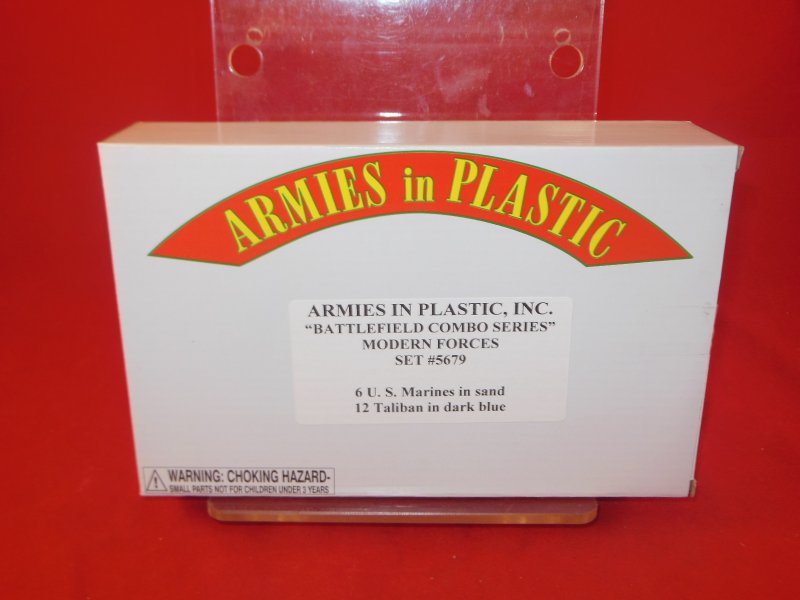 ARMIES in PLASTIC
ARMIES IN PLASTIC, INC.
“BATTLEFIELD COMBO SERIES”
MODERN FORCES
SET #5679
6 U. S. Marines in sand
12 Taliban in dark blue
WARNING: CHOKING HAZARD-
SMALL PARTS NOT FOR CHILDREN UNDER 3 YEARS